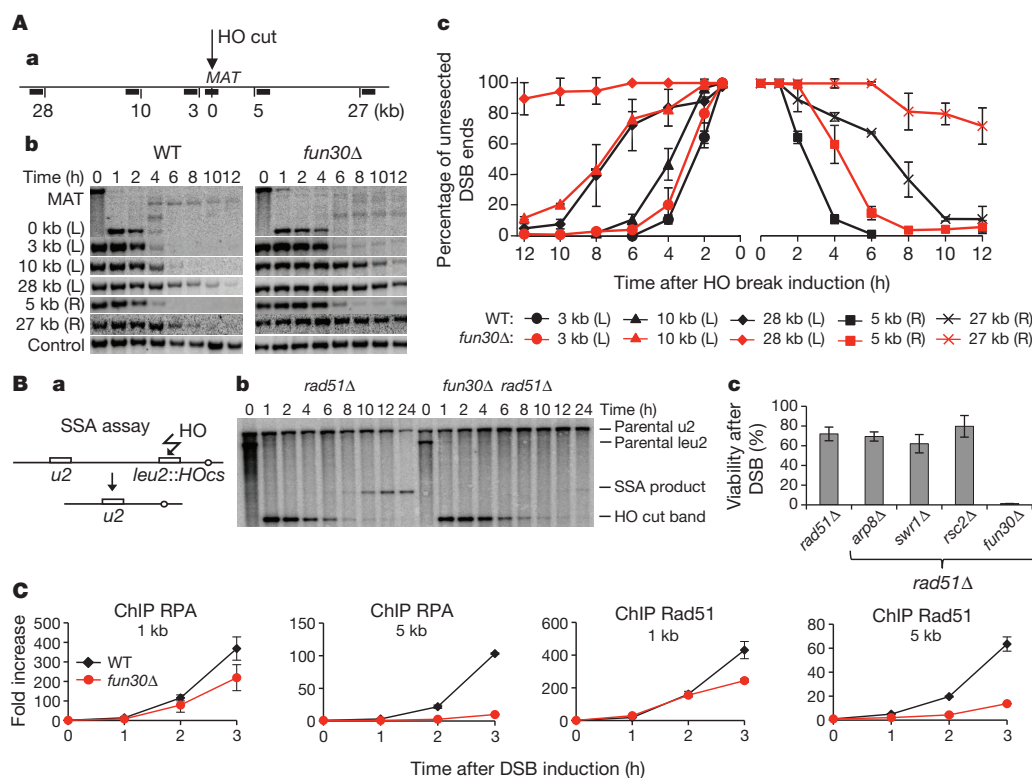 A
HO cut
a
MAT
28 10 3 0 5 27 (kb)
b
WT fun30Δ
Time (h) 0 1 2 4 6 8 1012 0 1 2 4 6 8 1012
MAT
0 kb (L)
3 kb (L)
10 kb (L)
28 kb (L)
5 kb (R)
27 kb (R)
Control
c
Percentage of unresected
DSB ends
100
80
60
40
20
0
12 10 8 6 4 2 0 0 2 4 6 8 10 12
Time after HO break induction (h)
WT: 3 kb (L) 10 kb (L) 28 kb (L) 5 kb (R) 27 kb (R)
fun30Δ: 3 kb (L) 10 kb (L) 28 kb (L) 5 kb (R) 27 kb (R)
B a
SSA assay
HO
u2 leu2::HOcs
u2
b
rad51Δ fun30Δ rad51Δ
0 1 2 4 6 8 10 12 24 0 1 2 4 6 8 10 12 24 Time (h)
Parental u2
Parental leu2
SSA product
HO cut band
c
Viability after
DSB (%)
100
80
60
40
20
0
rad51Δ arp8Δ swr1Δ rsc2Δ fun30Δ
rad51Δ
C
Fold increase
ChIP RPA
1 kb
500
400
300
200
100
0
WT
fun30Δ
0 1 2 3
ChIP RPA
5 kb
150
100
50
0
0 1 2 3
ChIP Rad51
1 kb
600
400
200
0
0 1 2 3
ChIP Rad51
5 kb
80
60
40
20
0
0 1 2 3
Time after DSB induction (h)